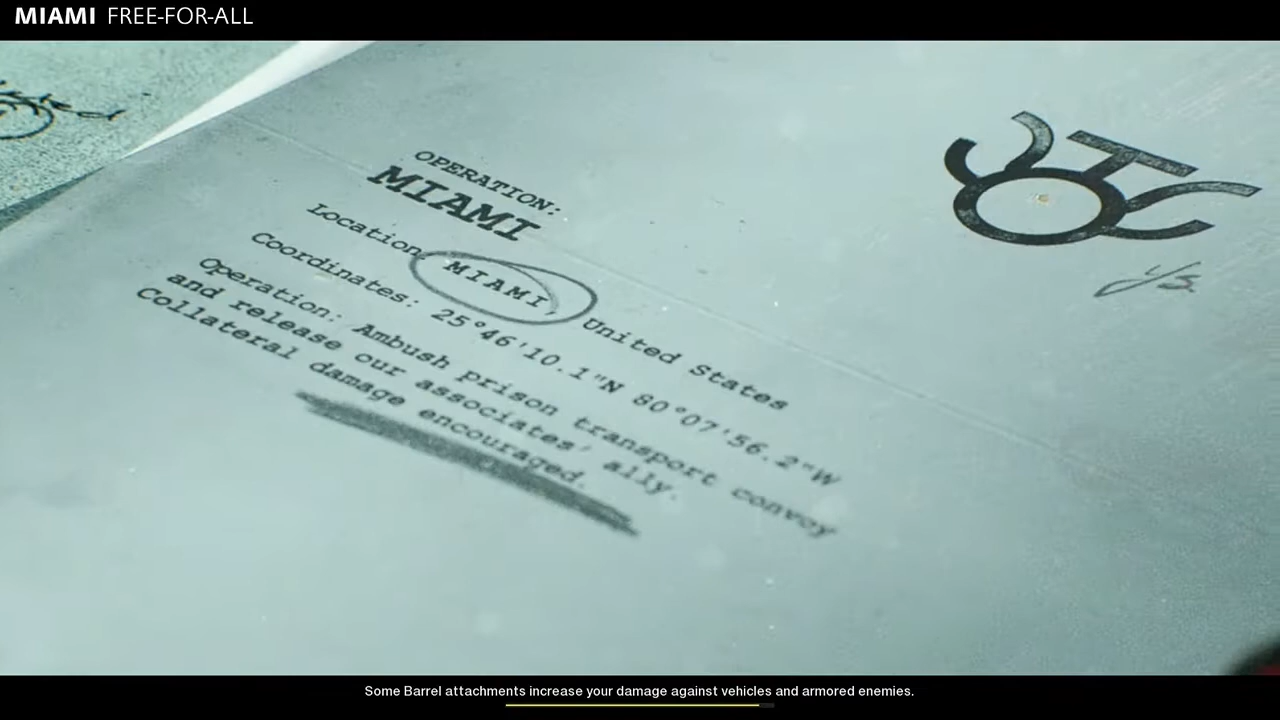 MIAMI FREE-FOR-ALL
OPERATION:
MIAMI
Location: MIAMI, United States
Coordinates: 25°46'10.1"N 80°07'56.2"W
Operation: Ambush prison transport convoy
and release our associates' ally.
Collateral damage encouraged.
Some Barrel attachments increase your damage against vehicles and armored enemies.